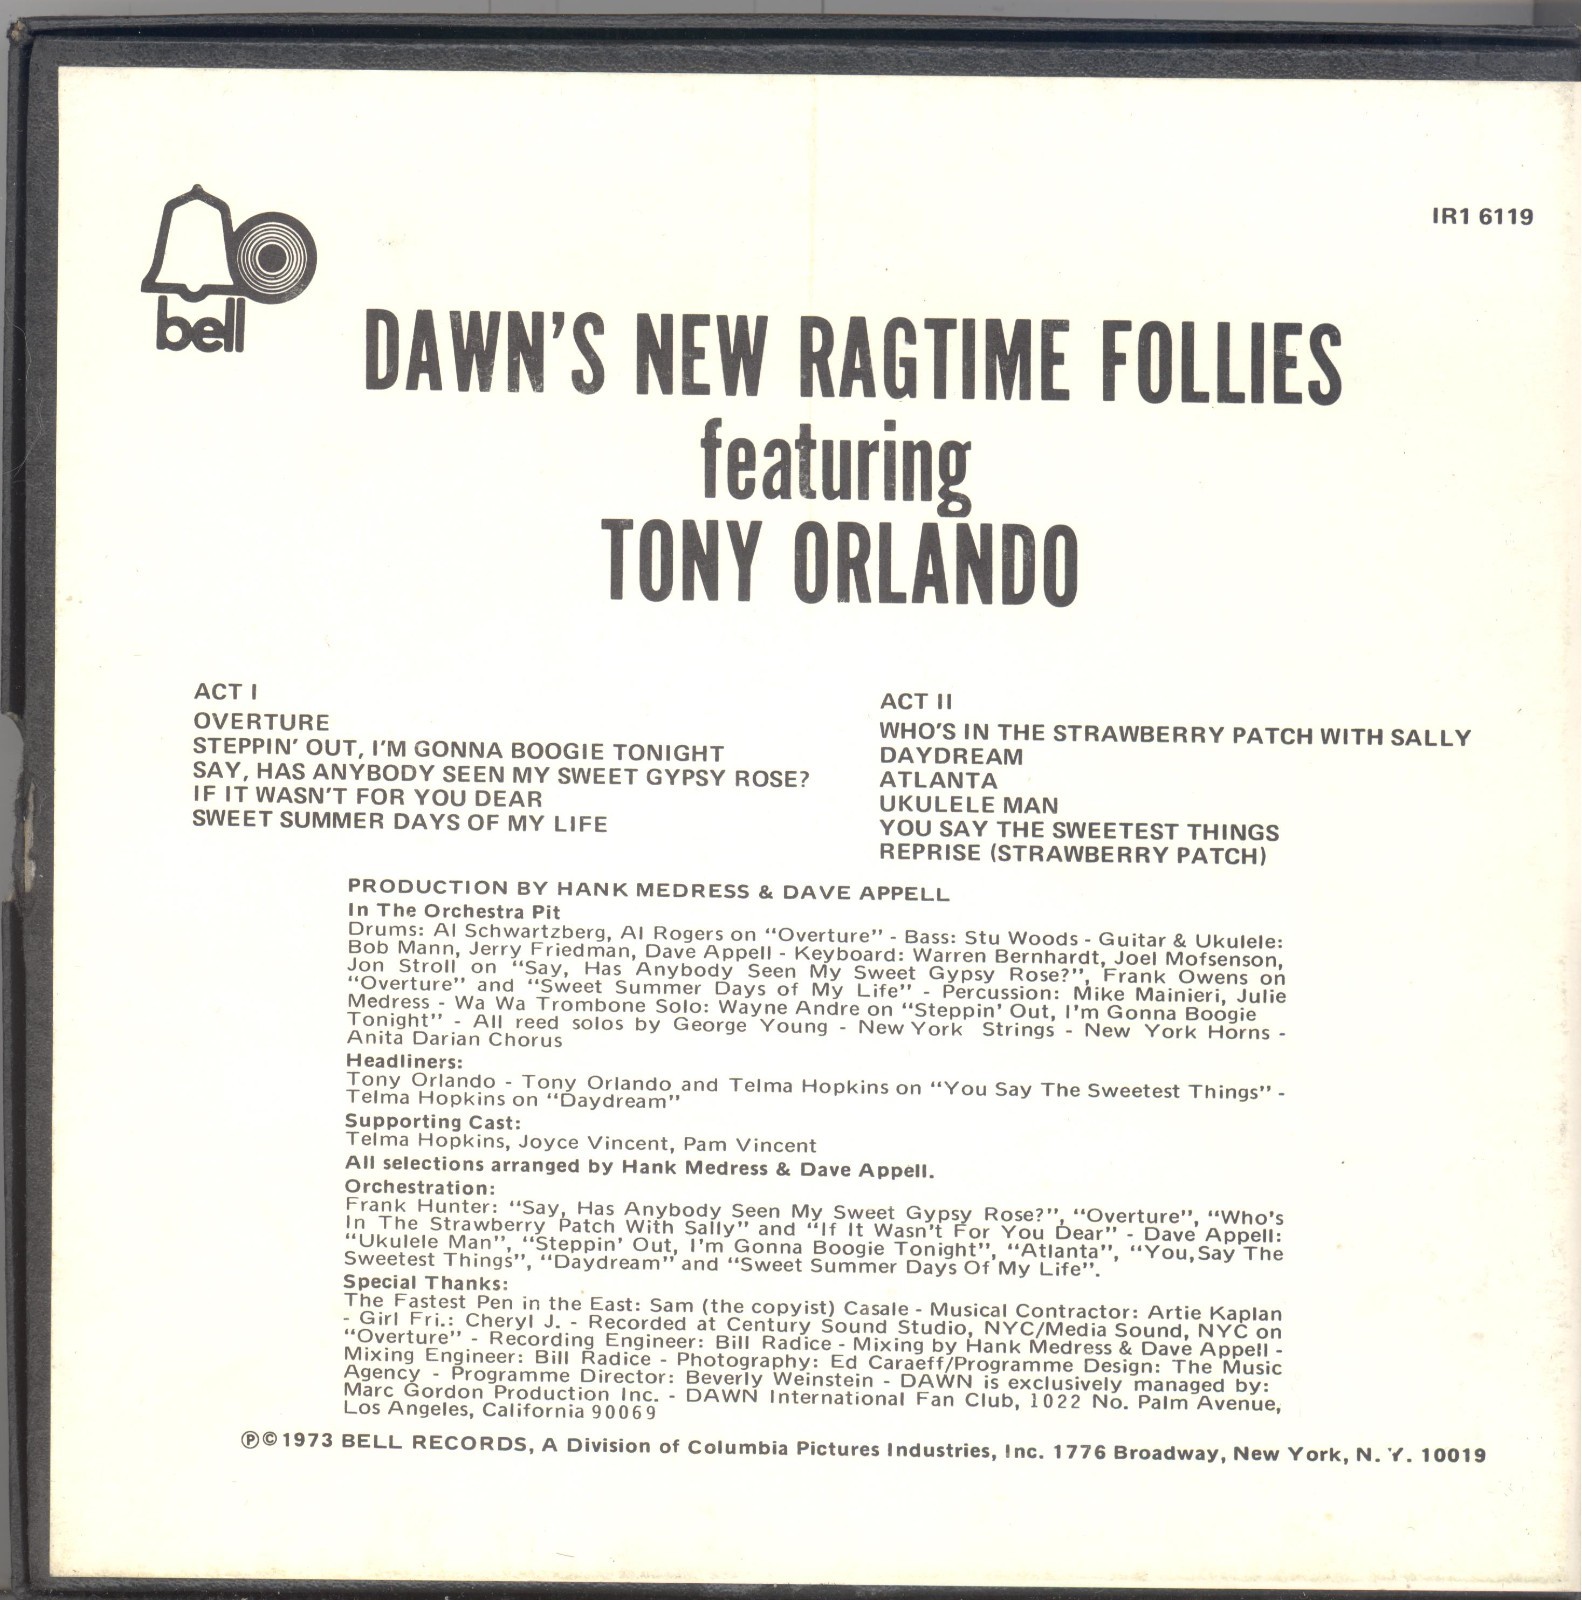 bell
IR1 6119
DAWN'S NEW RAGTIME FOLLIES
featuring
TONY ORLANDO
ACT I
OVERTURE
STEPPIN' OUT, I'M GONNA BOOGIE TONIGHT
SAY, HAS ANYBODY SEEN MY SWEET GYPSY ROSE?
IF IT WASN'T FOR YOU DEAR
SWEET SUMMER DAYS OF MY LIFE
ACT II
WHO'S IN THE STRAWBERRY PATCH WITH SALLY
DAYDREAM
ATLANTA
UKULELE MAN
YOU SAY THE SWEETEST THINGS
REPRISE (STRAWBERRY PATCH)
PRODUCTION BY HANK MEDRESS & DAVE APPELL
In The Orchestra Pit
Drums: Al Schwartzberg, Al Rogers on "Overture" - Bass: Stu Woods - Guitar & Ukulele:
Bob Mann, Jerry Friedman, Dave Appell - Keyboard: Warren Bernhardt, Joel Mofsenson,
Jon Stroll on "Say, Has Anybody Seen My Sweet Gypsy Rose?", Frank Owens on
"Overture" and "Sweet Summer Days of My Life" - Percussion: Mike Mainieri, Julie
Medress - Wa Wa Trombone Solo: Wayne Andre on "Steppin' Out, I'm Gonna Boogie
Tonight" - All reed solos by George Young - New York Strings - New York Horns -
Anita Darian Chorus
Headliners:
Tony Orlando - Tony Orlando and Telma Hopkins on "You Say The Sweetest Things" -
Telma Hopkins on "Daydream"
Supporting Cast:
Telma Hopkins, Joyce Vincent, Pam Vincent
All selections arranged by Hank Medress & Dave Appell.
Orchestration:
Frank Hunter: "Say, Has Anybody Seen My Sweet Gypsy Rose?", "Overture", "Who's
In The Strawberry Patch With Sally" and "If It Wasn't For You Dear" - Dave Appell:
"Ukulele Man", "Steppin' Out, I'm Gonna Boogie Tonight", "Atlanta", "You, Say The
Sweetest Things", "Daydream" and "Sweet Summer Days Of My Life".
Special Thanks:
The Fastest Pen in the East: Sam (the copyist) Casale - Musical Contractor: Artie Kaplan
- Girl Fri.: Cheryl J. - Recorded at Century Sound Studio, NYC/Media Sound, NYC on
"Overture" - Recording Engineer: Bill Radice - Mixing by Hank Medress & Dave Appell -
Mixing Engineer: Bill Radice - Photography: Ed Caraeff/Programme Design: The Music
Agency - Programme Director: Beverly Weinstein - DAWN is exclusively managed by:
Marc Gordon Production Inc. - DAWN International Fan Club, 1022 No. Palm Avenue,
Los Angeles, California 90069
℗©1973 BELL RECORDS, A Division of Columbia Pictures Industries, Inc. 1776 Broadway, New York, N. Y. 10019